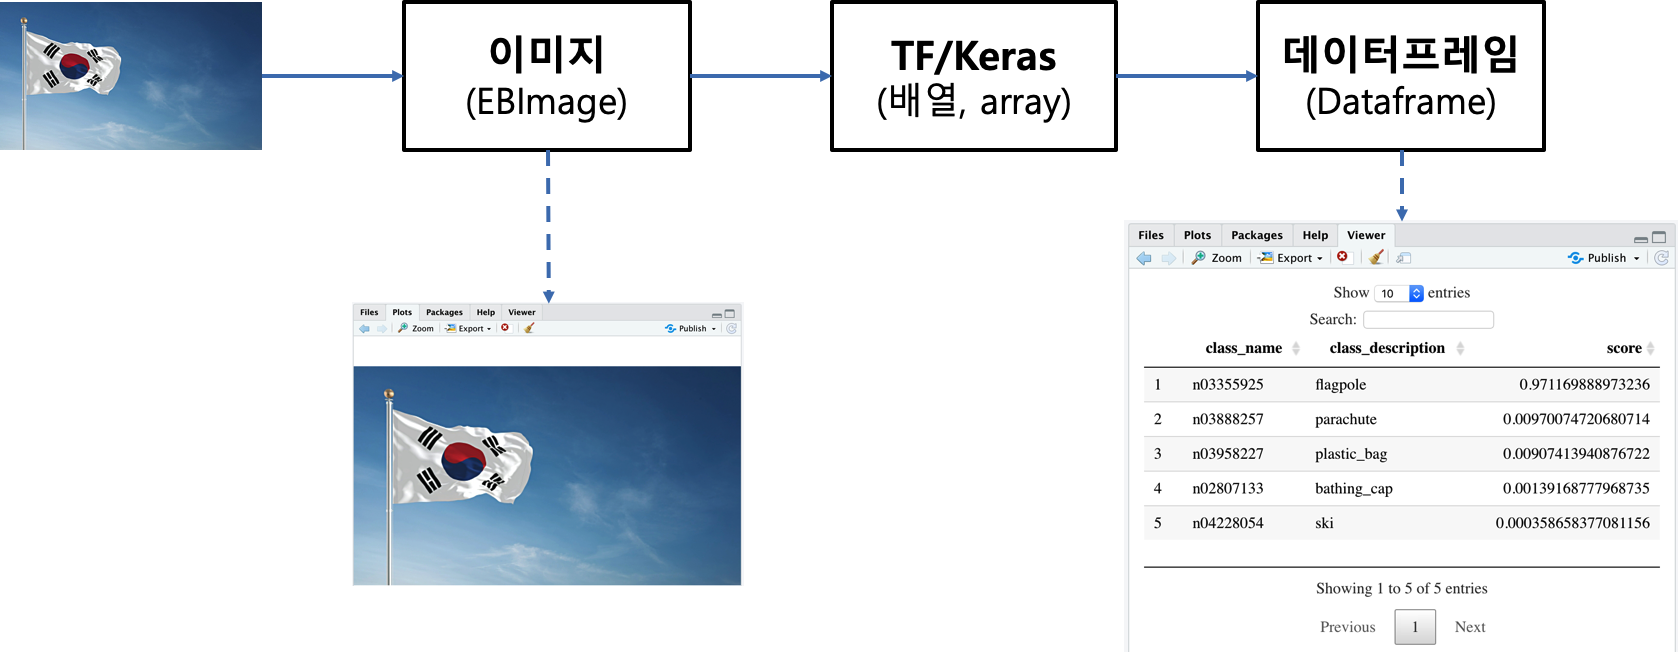 이미지
(EBImage)
TF/Keras
(배열, array)
데이터프레임
(Dataframe)
Files Plots Packages Help Viewer
Zoom Export Publish
Files Plots Packages Help Viewer
Zoom Export Publish
Show 10 entries
Search:
class_name class_description score
1 n03355925 flagpole 0.971169888973236
2 n03888257 parachute 0.00970074720680714
3 n03958227 plastic_bag 0.00907413940876722
4 n02807133 bathing_cap 0.00139168777968735
5 n04228054 ski 0.000358658377081156
Showing 1 to 5 of 5 entries
Previous 1 Next